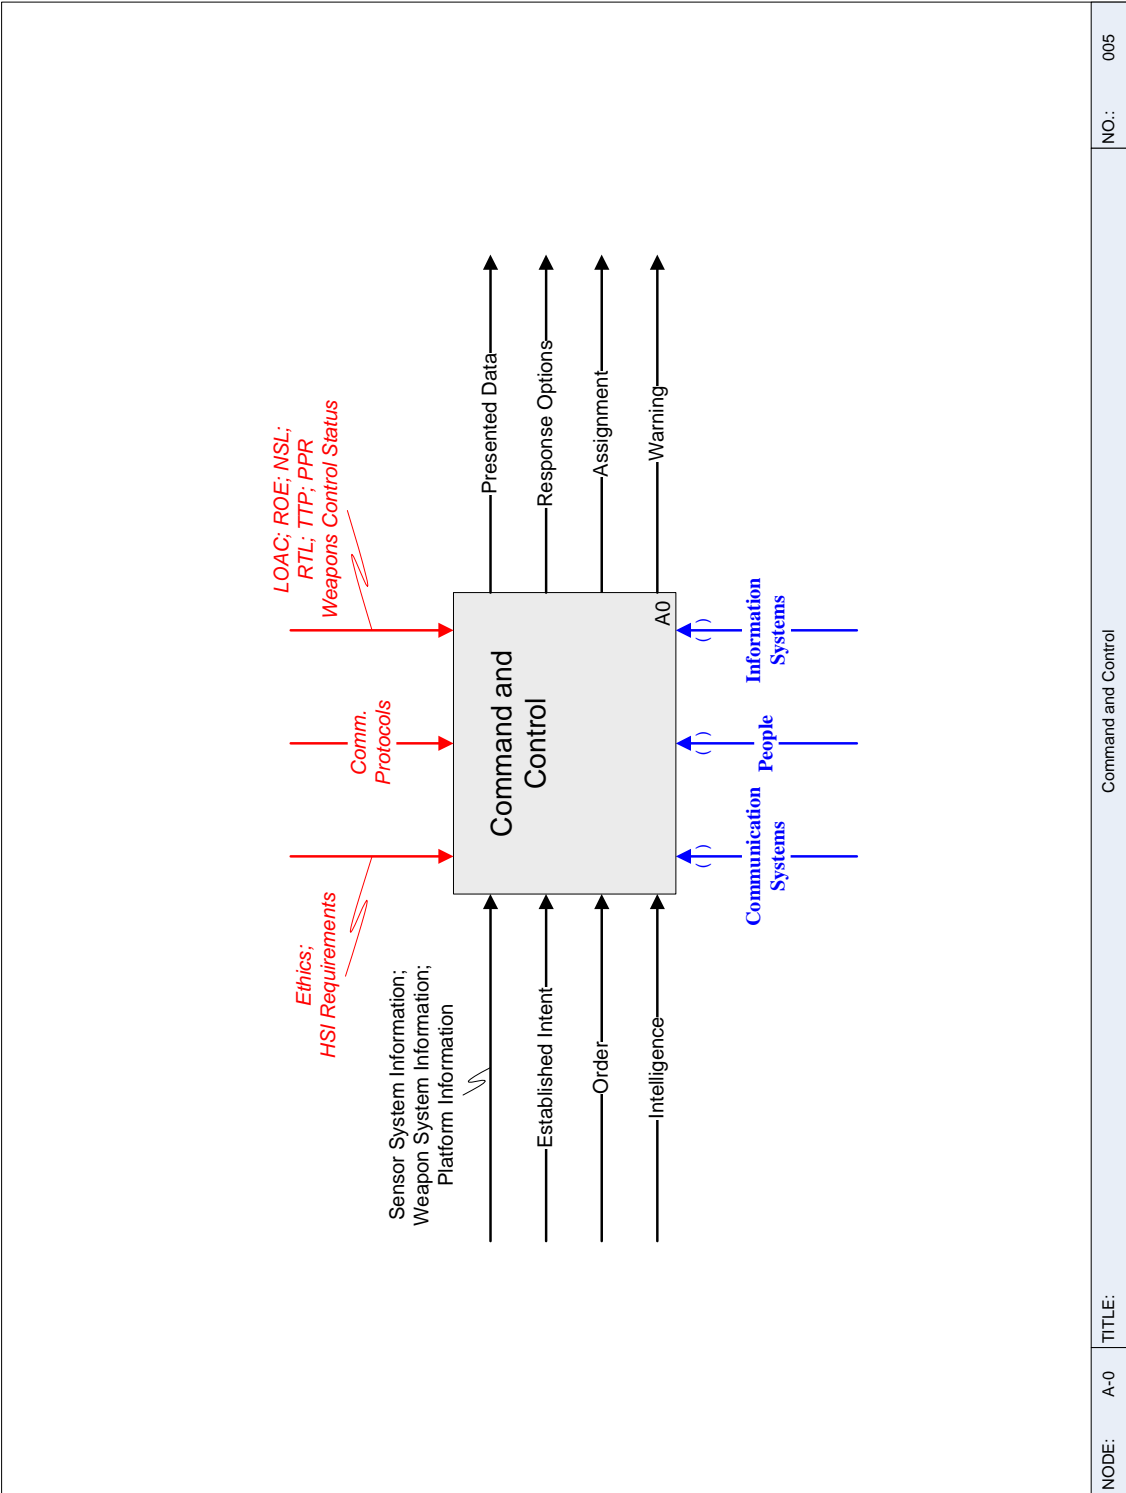 LOAC; ROE; NSL;
RTL; TTP; PPR
Weapons Control Status
Comm.
Protocols
Ethics;
HSI Requirements
Sensor System Information;
Weapon System Information;
Platform Information
Established Intent
Order
Intelligence
Command and
Control
A0
Presented Data
Response Options
Assignment
Warning
( )
( )
( )
Communication
Systems
People
Information
Systems
NODE: A-0 TITLE: Command and Control NO.: 005